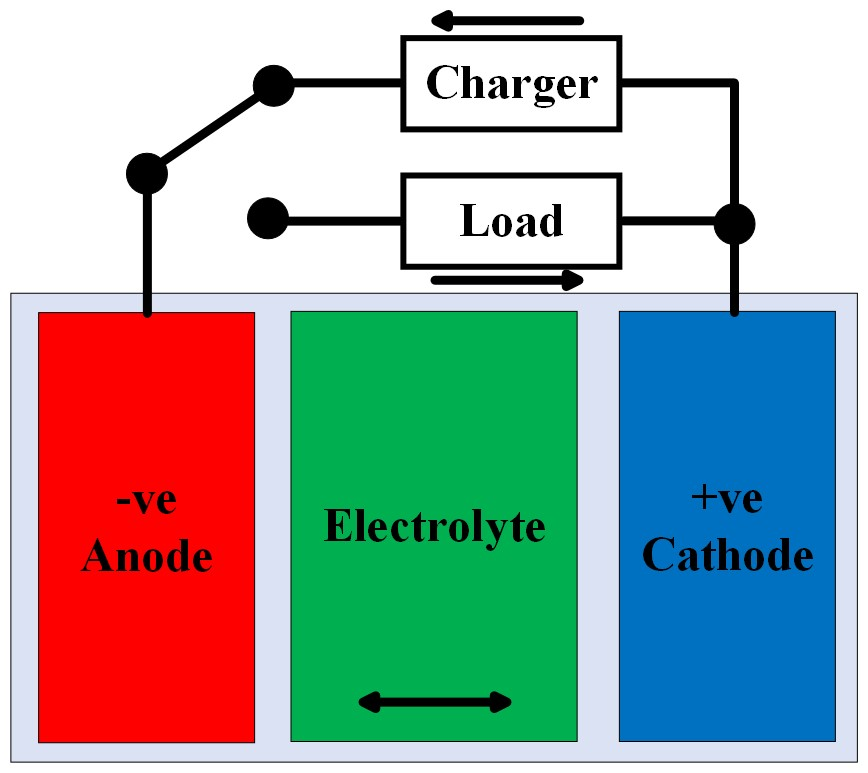 Charger
Load
-ve
Anode
Electrolyte
+ve
Cathode